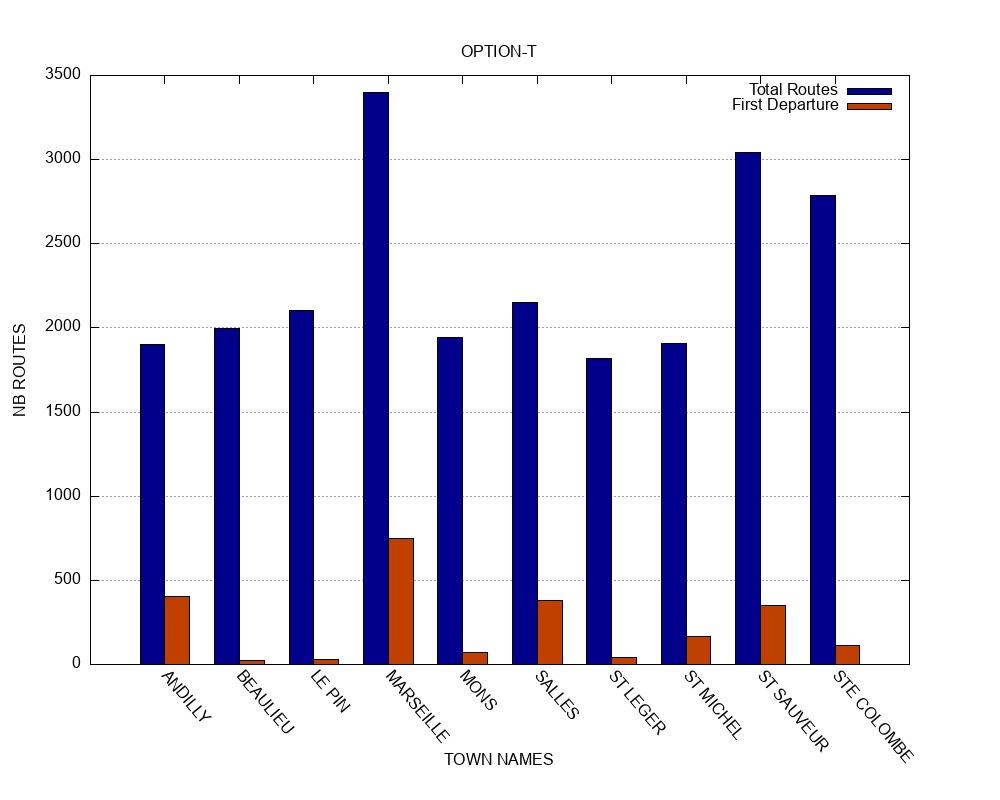 OPTION-T
Total Routes
First Departure
3500
3000
2500
2000
1500
1000
500
0
NB ROUTES
ANDILLY
BEAULIEU
LE PIN
MARSEILLE
MONS
SALLES
ST LEGER
ST MICHEL
ST SAUVEUR
STE COLOMBE
TOWN NAMES